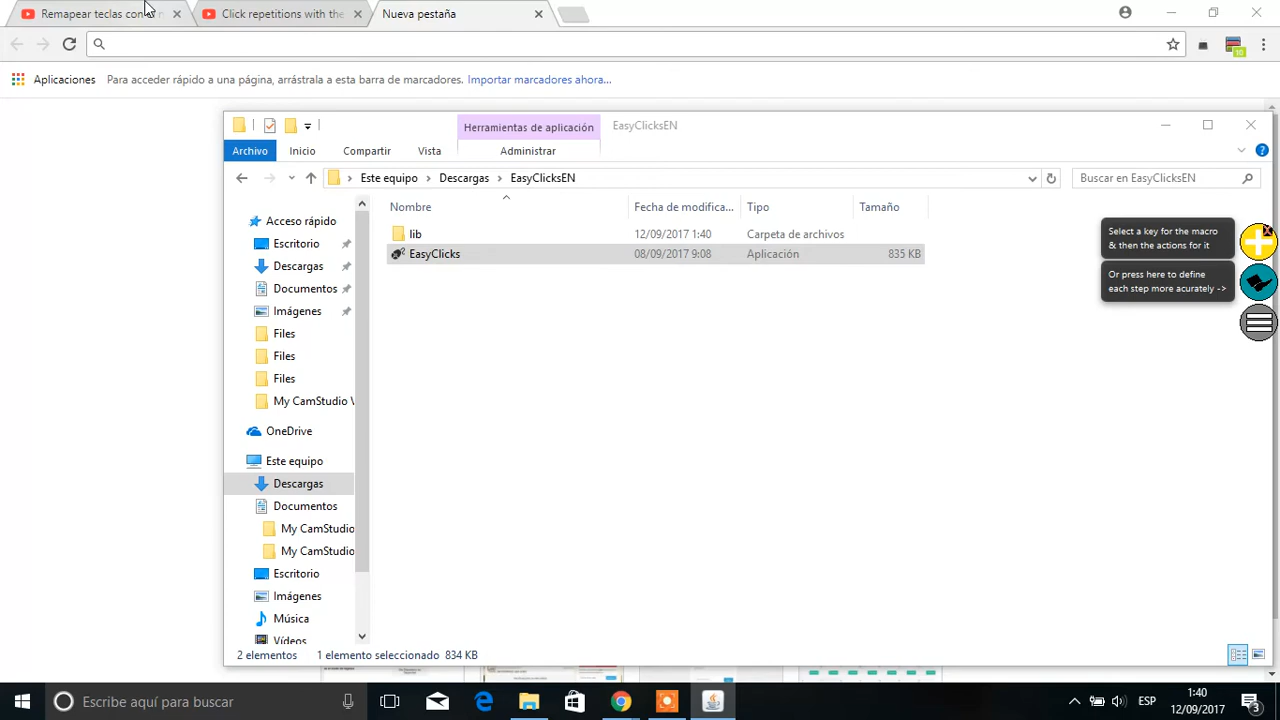 Remapear teclas con
Click repetitions with the
Nueva pestaña
Aplicaciones
Para acceder rápido a una página, arrástrala a esta barra de marcadores. Importar marcadores ahora...
10
Herramientas de aplicación
EasyClicksEN
Archivo
Inicio
Compartir
Vista
Administrar
Este equipo
Descargas
EasyClicksEN
Buscar en EasyClicksEN
Nombre
Fecha de modifica...
Tipo
Tamaño
lib
12/09/2017 1:40
Carpeta de archivos
EasyClicks
08/09/2017 9:08
Aplicación
835 KB
Acceso rápido
Escritorio
Descargas
Documentos
Imágenes
Files
Files
Files
My CamStudio V
OneDrive
Este equipo
Descargas
Documentos
My CamStudio
My CamStudio
Escritorio
Imágenes
Música
Vídeos
Select a key for the macro
& then the actions for it
Or press here to define
each step more acurately ->
2 elementos
1 elemento seleccionado 834 KB
Escribe aquí para buscar
ESP
1:40
12/09/2017
3